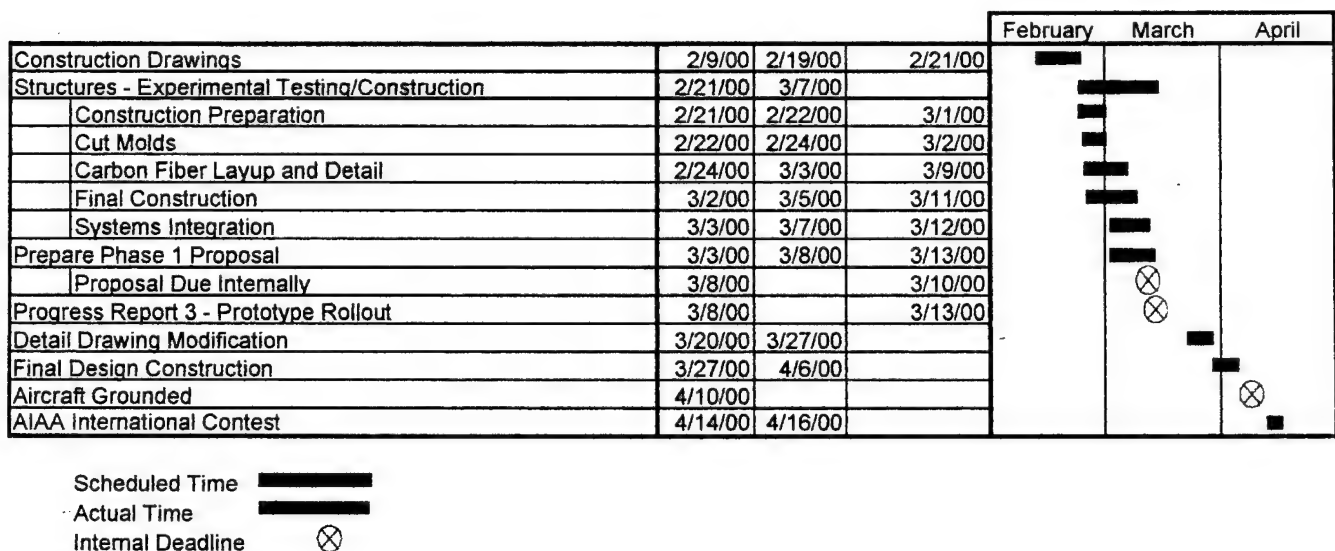 February March April
Construction Drawings 2/9/00 2/19/00 2/21/00
Structures - Experimental Testing/Construction 2/21/00 3/7/00
Construction Preparation 2/21/00 2/22/00 3/1/00
Cut Molds 2/22/00 2/24/00 3/2/00
Carbon Fiber Layup and Detail 2/24/00 3/3/00 3/9/00
Final Construction 3/2/00 3/5/00 3/11/00
Systems Integration 3/3/00 3/7/00 3/12/00
Prepare Phase 1 Proposal 3/3/00 3/8/00 3/13/00
Proposal Due Internally 3/8/00 3/10/00
Progress Report 3 - Prototype Rollout 3/8/00 3/13/00
Detail Drawing Modification 3/20/00 3/27/00
Final Design Construction 3/27/00 4/6/00
Aircraft Grounded 4/10/00
AIAA International Contest 4/14/00 4/16/00
Scheduled Time
Actual Time
Internal Deadline